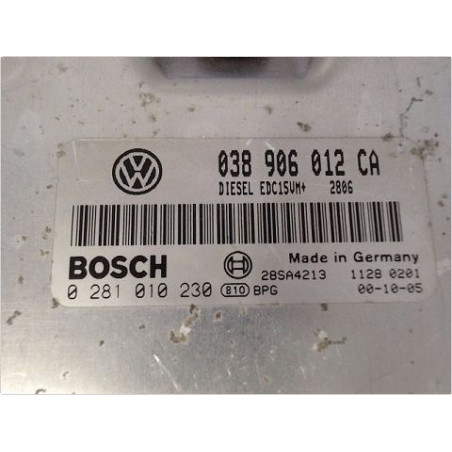 038 906 012 CA
DIESEL EDC15VM+ 2806
BOSCH
Made in Germany
28SA4213 1128 0201
0 281 010 230 810 BPG 00-10-05